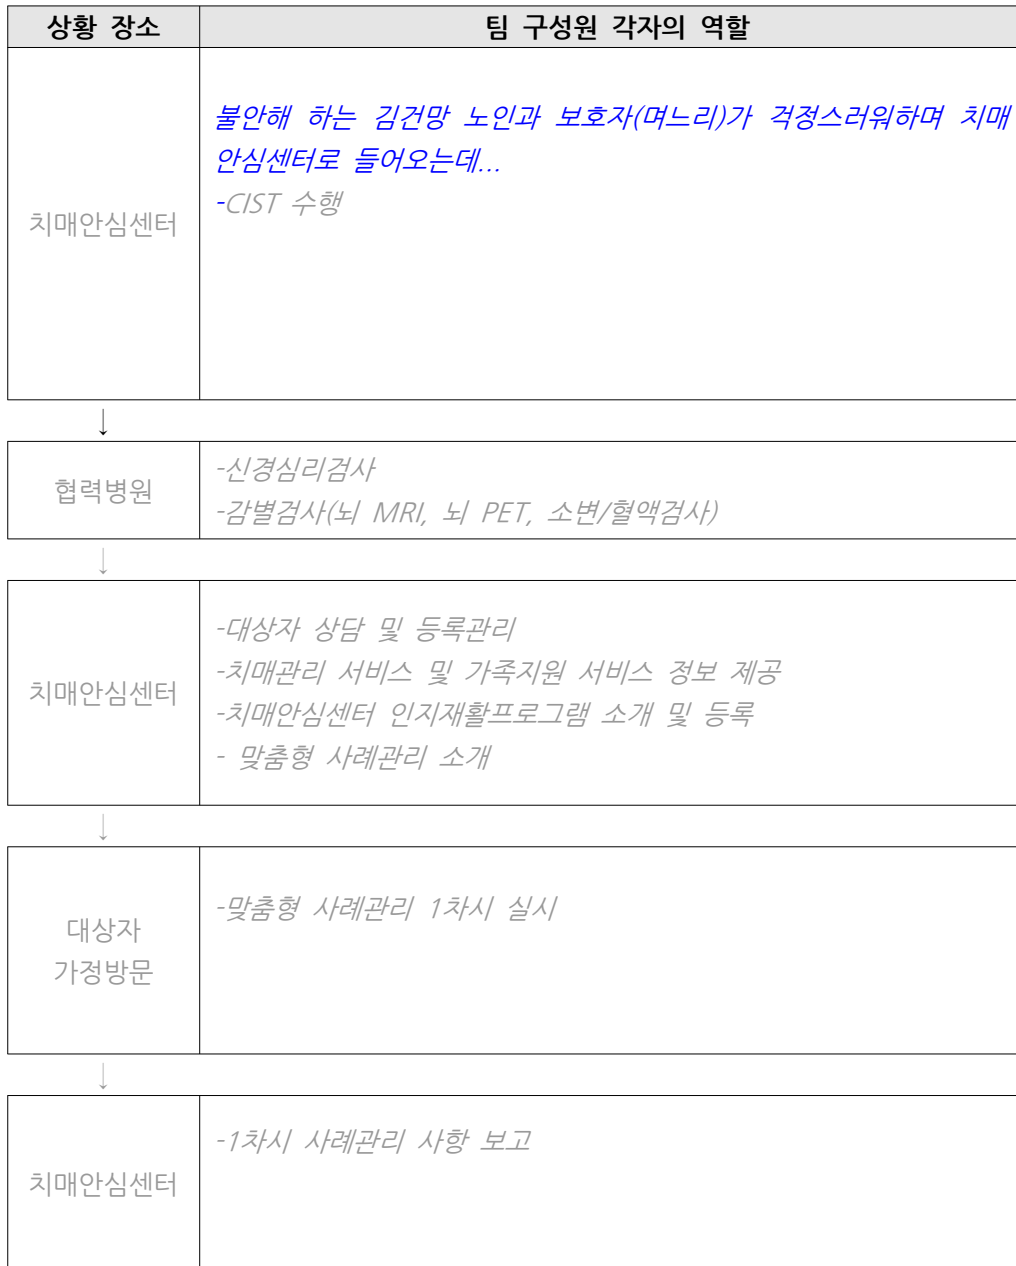 상황 장소
팀 구성원 각자의 역할
치매안심센터
불안해 하는 김건망 노인과 보호자(며느리)가 걱정스러워하며 치매
안심센터로 들어오는데...
-CIST 수행
↓
협력병원
-신경심리검사
-감별검사(뇌 MRI, 뇌 PET, 소변/혈액검사)
↓
치매안심센터
-대상자 상담 및 등록관리
-치매관리 서비스 및 가족지원 서비스 정보 제공
-치매안심센터 인지재활프로그램 소개 및 등록
- 맞춤형 사례관리 소개
↓
대상자
가정방문
-맞춤형 사례관리 1차시 실시
↓
치매안심센터
-1차시 사례관리 사항 보고